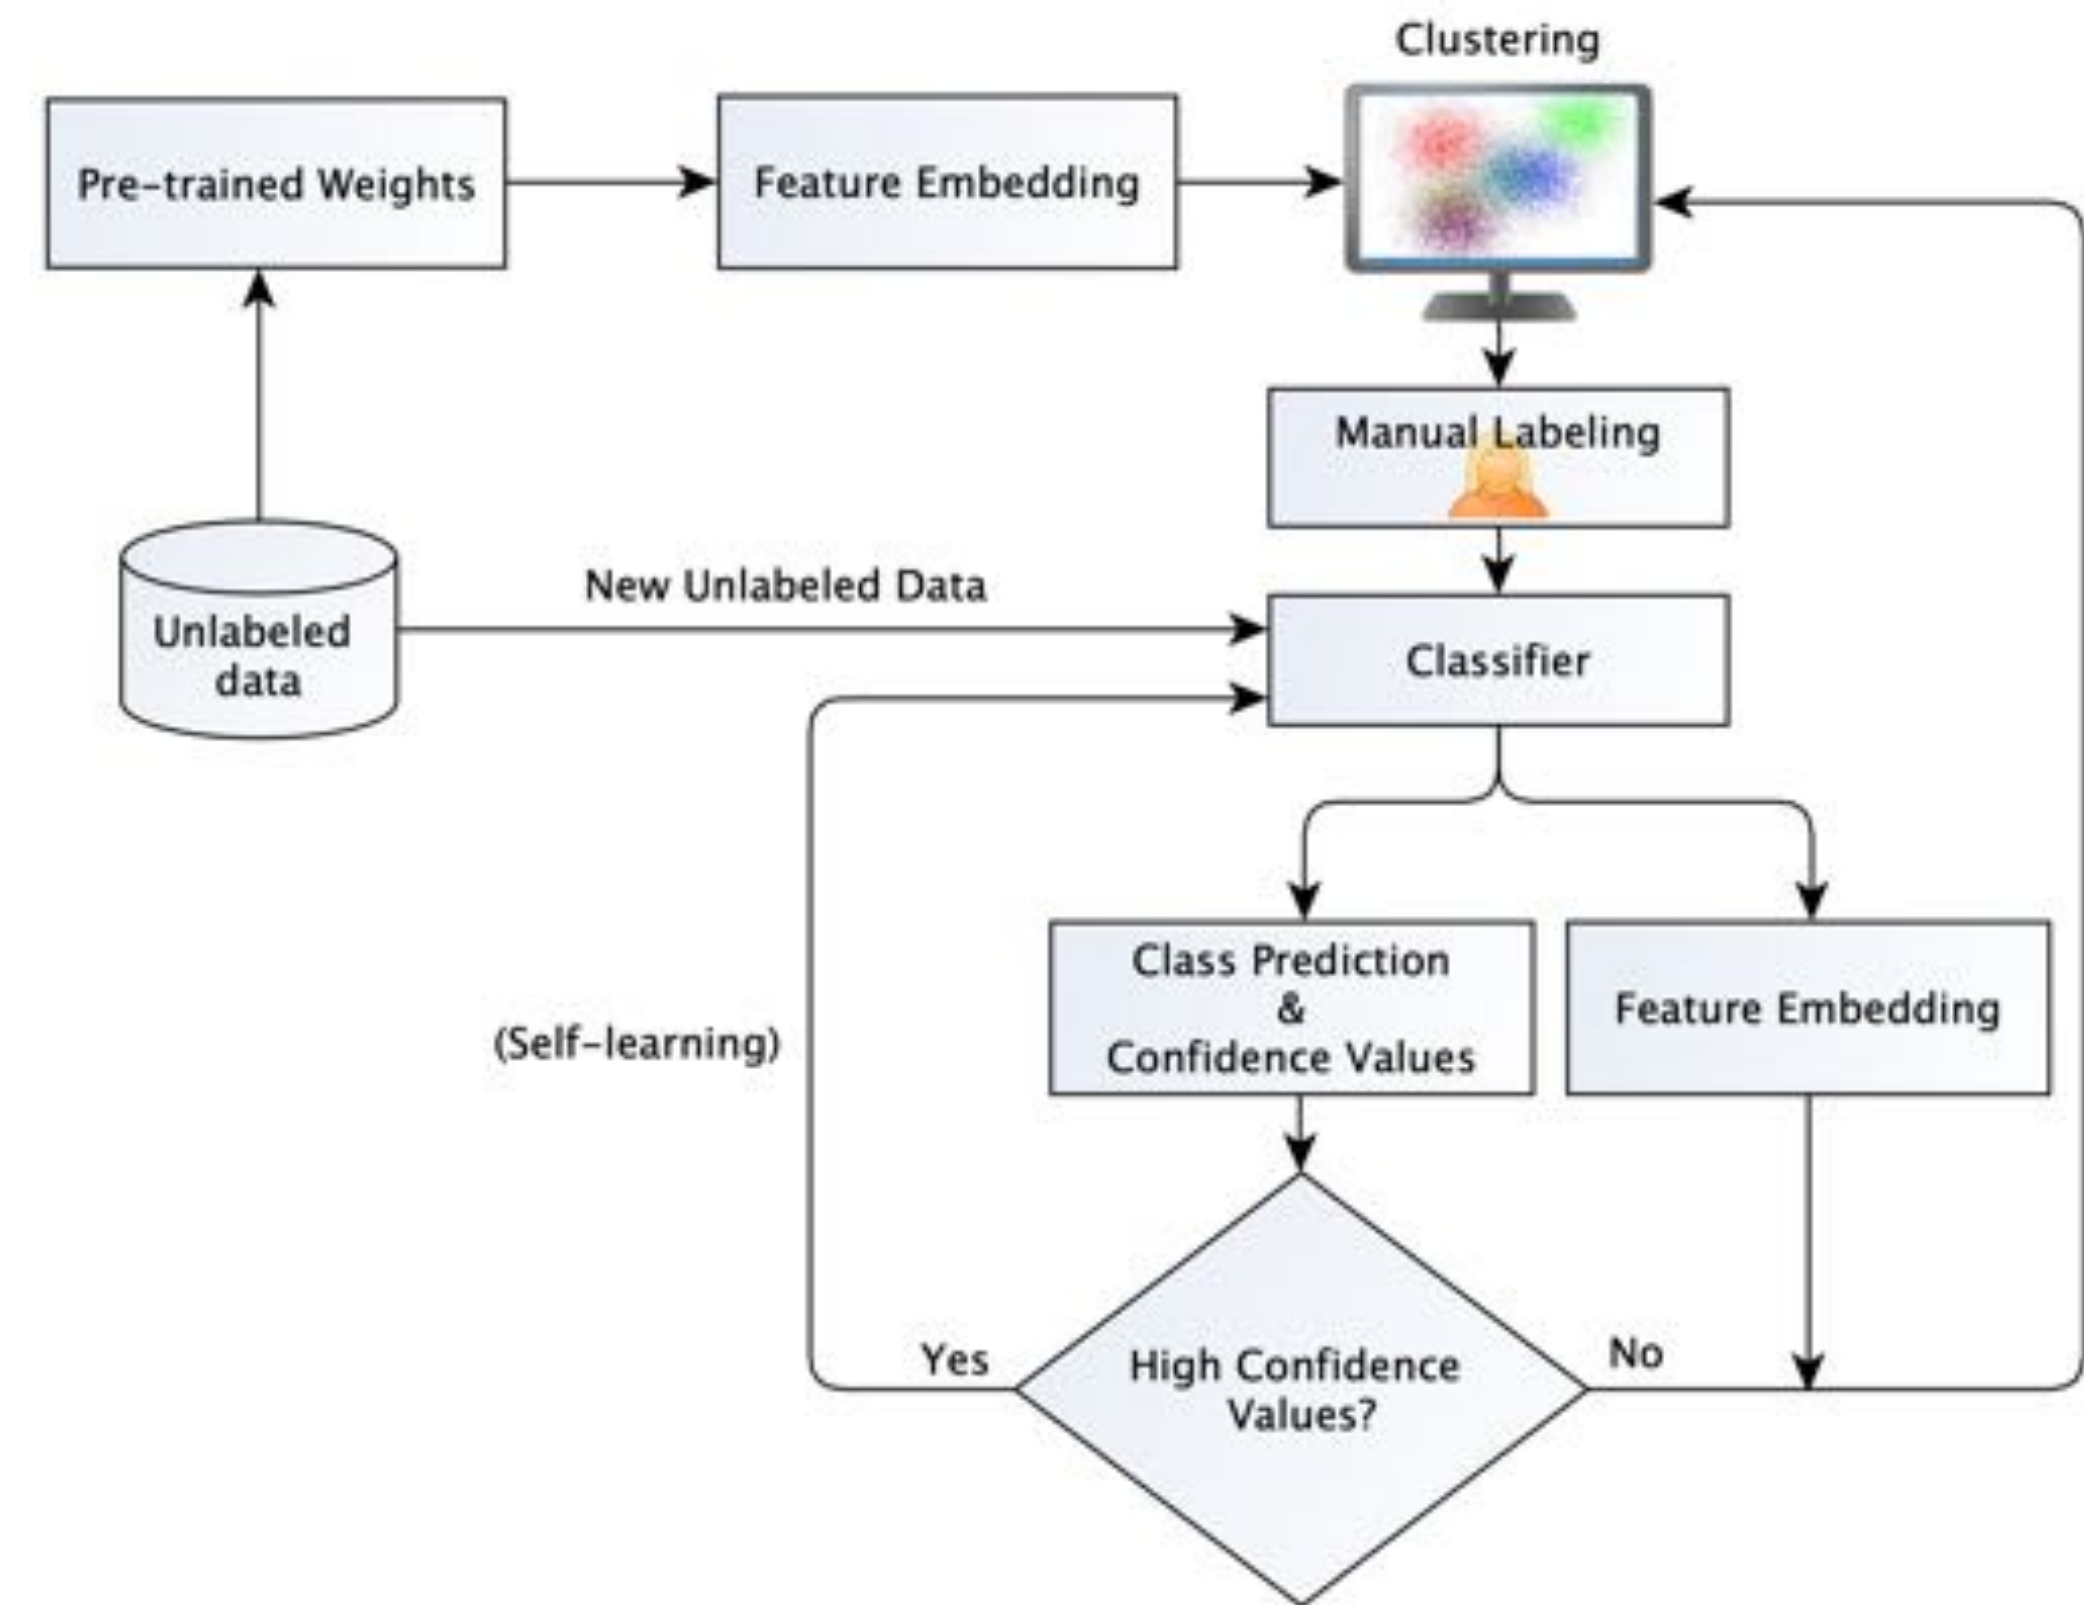 Clustering
Pre-trained Weights
Feature Embedding
Manual Labeling
New Unlabeled Data
Unlabeled
data
Classifier
Class Prediction
&
Confidence Values
Feature Embedding
(Self-learning)
Yes
High Confidence
Values?
No